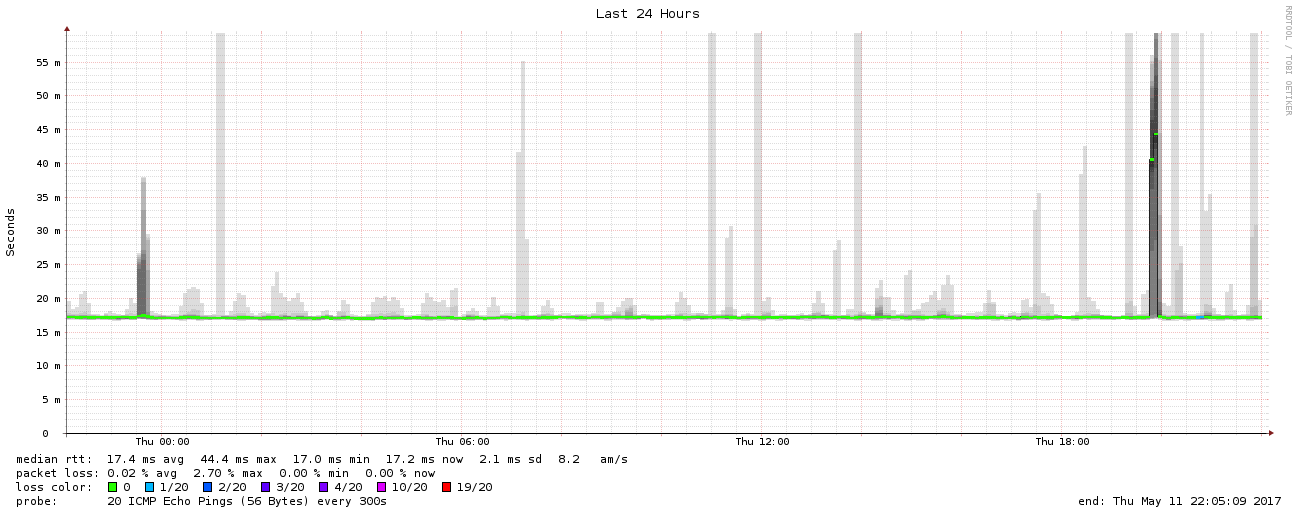 Last 24 Hours
RRDTOOL / TOBI OETIKER
Seconds
55 m
50 m
45 m
40 m
35 m
30 m
25 m
20 m
15 m
10 m
5 m
0
Thu 00:00 Thu 06:00 Thu 12:00 Thu 18:00
median rtt: 17.4 ms avg 44.4 ms max 17.0 ms min 17.2 ms now 2.1 ms sd 8.2 am/s
packet loss: 0.02 % avg 2.70 % max 0.00 % min 0.00 % now
loss color: 0 1/20 2/20 3/20 4/20 10/20 19/20
probe: 20 ICMP Echo Pings (56 Bytes) every 300s end: Thu May 11 22:05:09 2017